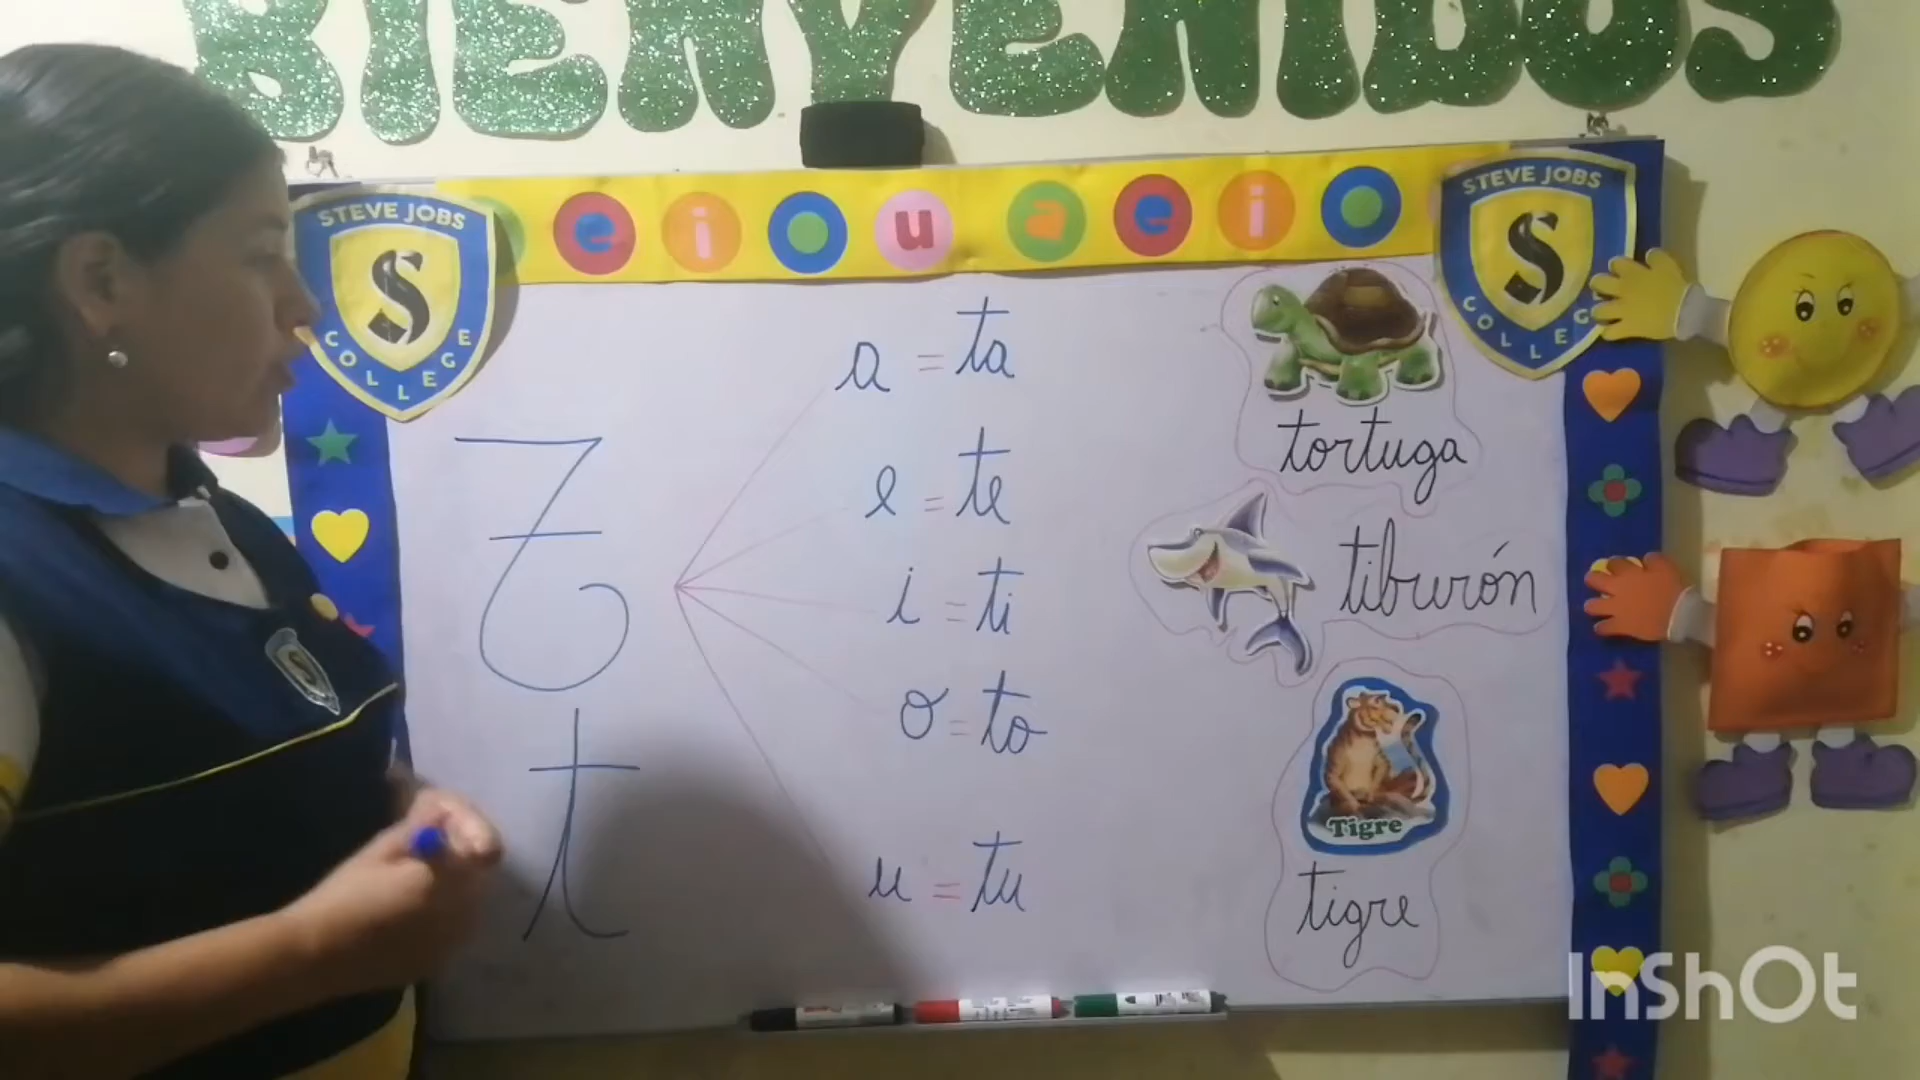 BIENVENIDOS
STEVE JOBS
S
COLLEGE
e i o u a e i o
STEVE JOBS
S
COLLEGE
T
t
a = ta
e = te
i = ti
o = to
u = tu
tortuga
tiburón
Tigre
tigre
InShOt